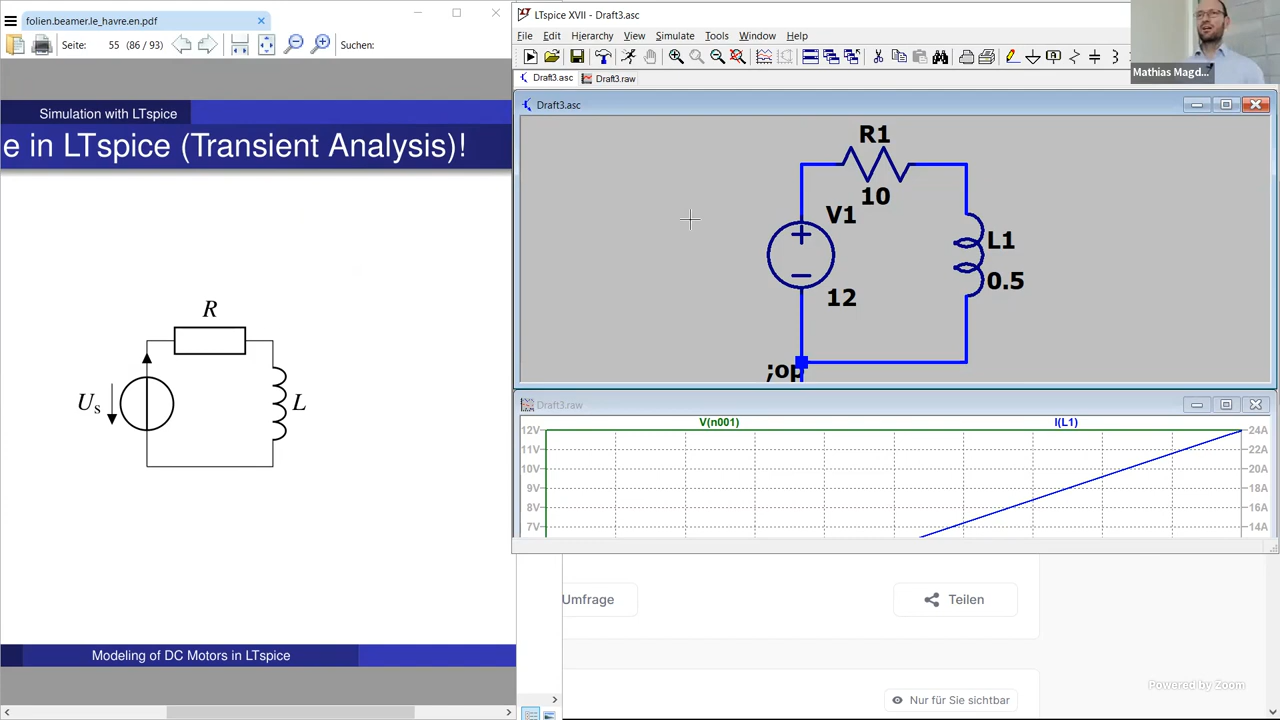 folien.beamer.le_havre.en.pdf
Seite: 55 (86 / 93) Suchen:
Simulation with LTspice
e in LTspice (Transient Analysis)!
R
Us
L
Modeling of DC Motors in LTspice
LTspice XVII - Draft3.asc
File Edit Hierarchy View Simulate Tools Window Help
Draft3.asc Draft3.raw
Draft3.asc
R1
10
V1
12
L1
0.5
;op
Draft3.raw
V(n001) I(L1)
12V 24A
11V 22A
10V 20A
9V 18A
8V 16A
7V 14A
Umfrage Teilen
Nur für Sie sichtbar
Mathias Magd...
Powered by Zoom